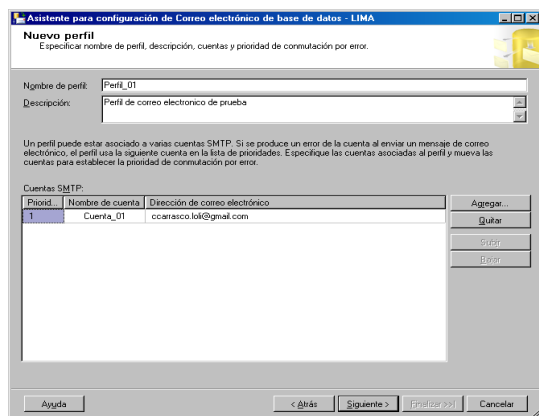 Asistente para configuración de Correo electrónico de base de datos - LIMA
Nuevo perfil
Especificar nombre de perfil, descripción, cuentas y prioridad de conmutación por error.
Nombre de perfil: Perfil_01
Descripción: Perfil de correo electronico de prueba
Un perfil puede estar asociado a varias cuentas SMTP. Si se produce un error de la cuenta al enviar un mensaje de correo
electrónico, el perfil usa la siguiente cuenta en la lista de prioridades. Especifique las cuentas asociadas al perfil y mueva las
cuentas para establecer la prioridad de conmutación por error.
Cuentas SMTP:
Priorid... Nombre de cuenta Dirección de correo electrónico Agregar...
1 Cuenta_01 ccarrasco.loli@gmail.com Quitar
Subir
Bajar
Ayuda < Atrás Siguiente > Finalizar >>| Cancelar